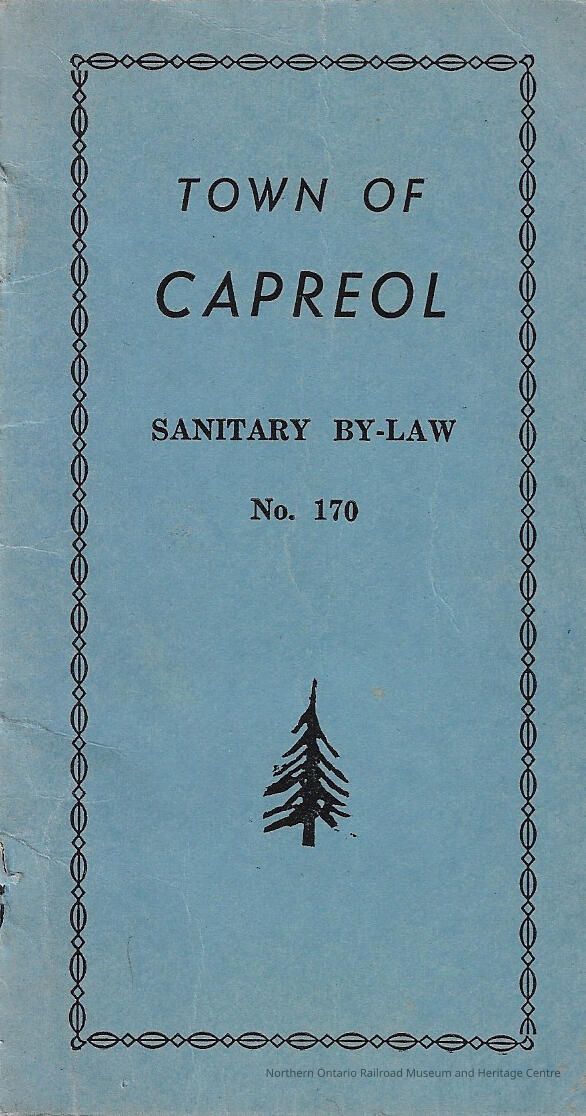 TOWN OF
CAPREOL
SANITARY BY-LAW
No. 170
Northern Ontario Railroad Museum and Heritage Centre